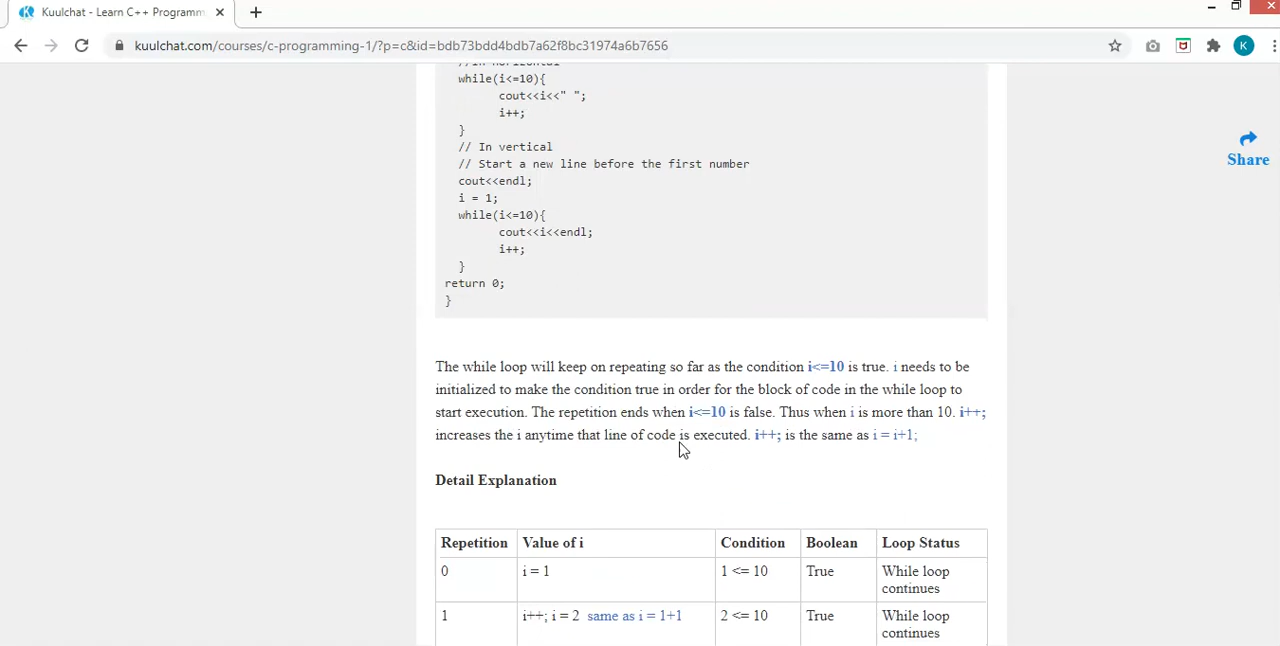 Kuulchat - Learn C++ Programm
kuulchat.com/courses/c-programming-1/?p=c&id=bdb73bdd4bdb7a62f8bc31974a6b7656
K
Share
//In horizontal
while(i<=10){
cout<<i<<" ";
i++;
}
// In vertical
// Start a new line before the first number
cout<<endl;
i = 1;
while(i<=10){
cout<<i<<endl;
i++;
}
return 0;
}
The while loop will keep on repeating so far as the condition i<=10 is true. i needs to be
initialized to make the condition true in order for the block of code in the while loop to
start execution. The repetition ends when i<=10 is false. Thus when i is more than 10. i++;
increases the i anytime that line of code is executed. i++; is the same as i = i+1;
Detail Explanation
Repetition Value of i Condition Boolean Loop Status
0 i = 1 1 <= 10 True While loop
continues
1 i++; i = 2 same as i = 1+1 2 <= 10 True While loop
continues